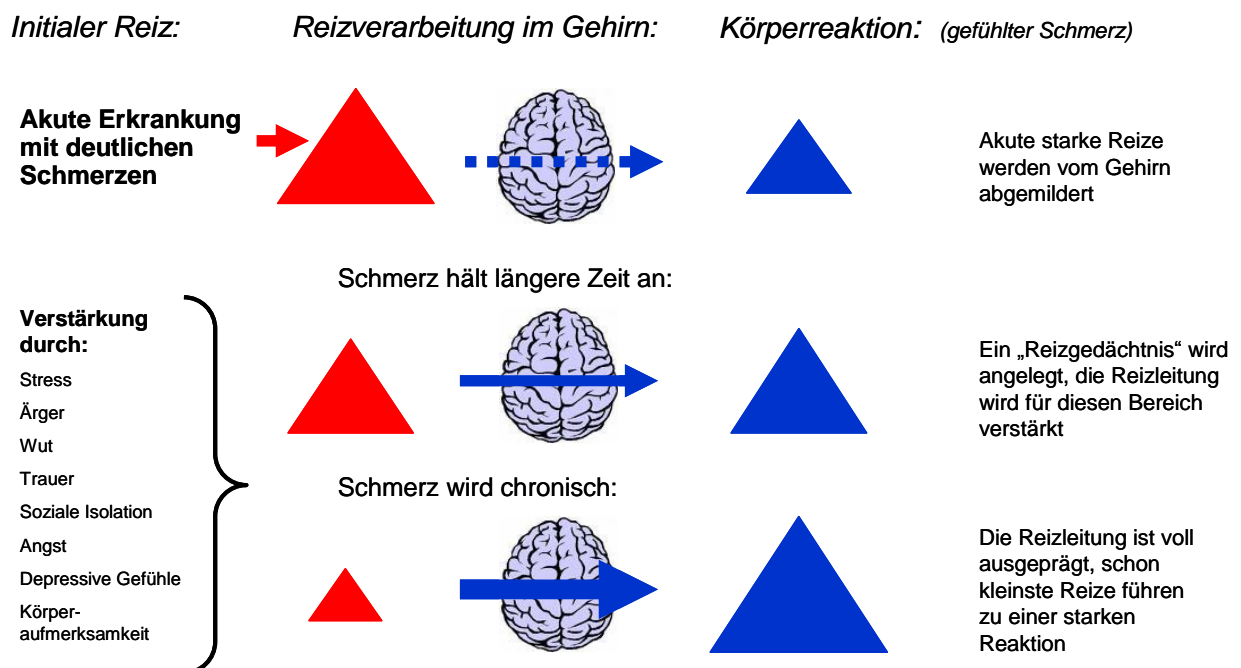 Initialer Reiz:
Reizverarbeitung im Gehirn:
Körperreaktion: (gefühlter Schmerz)
Akute Erkrankung
mit deutlichen
Schmerzen
Akute starke Reize
werden vom Gehirn
abgemildert
Schmerz hält längere Zeit an:
Verstärkung
durch:
Stress
Ärger
Wut
Trauer
Soziale Isolation
Angst
Depressive Gefühle
Körper-
aufmerksamkeit
Ein „Reizgedächtnis“ wird
angelegt, die Reizleitung
wird für diesen Bereich
verstärkt
Schmerz wird chronisch:
Die Reizleitung ist voll
ausgeprägt, schon
kleinste Reize führen
zu einer starken
Reaktion